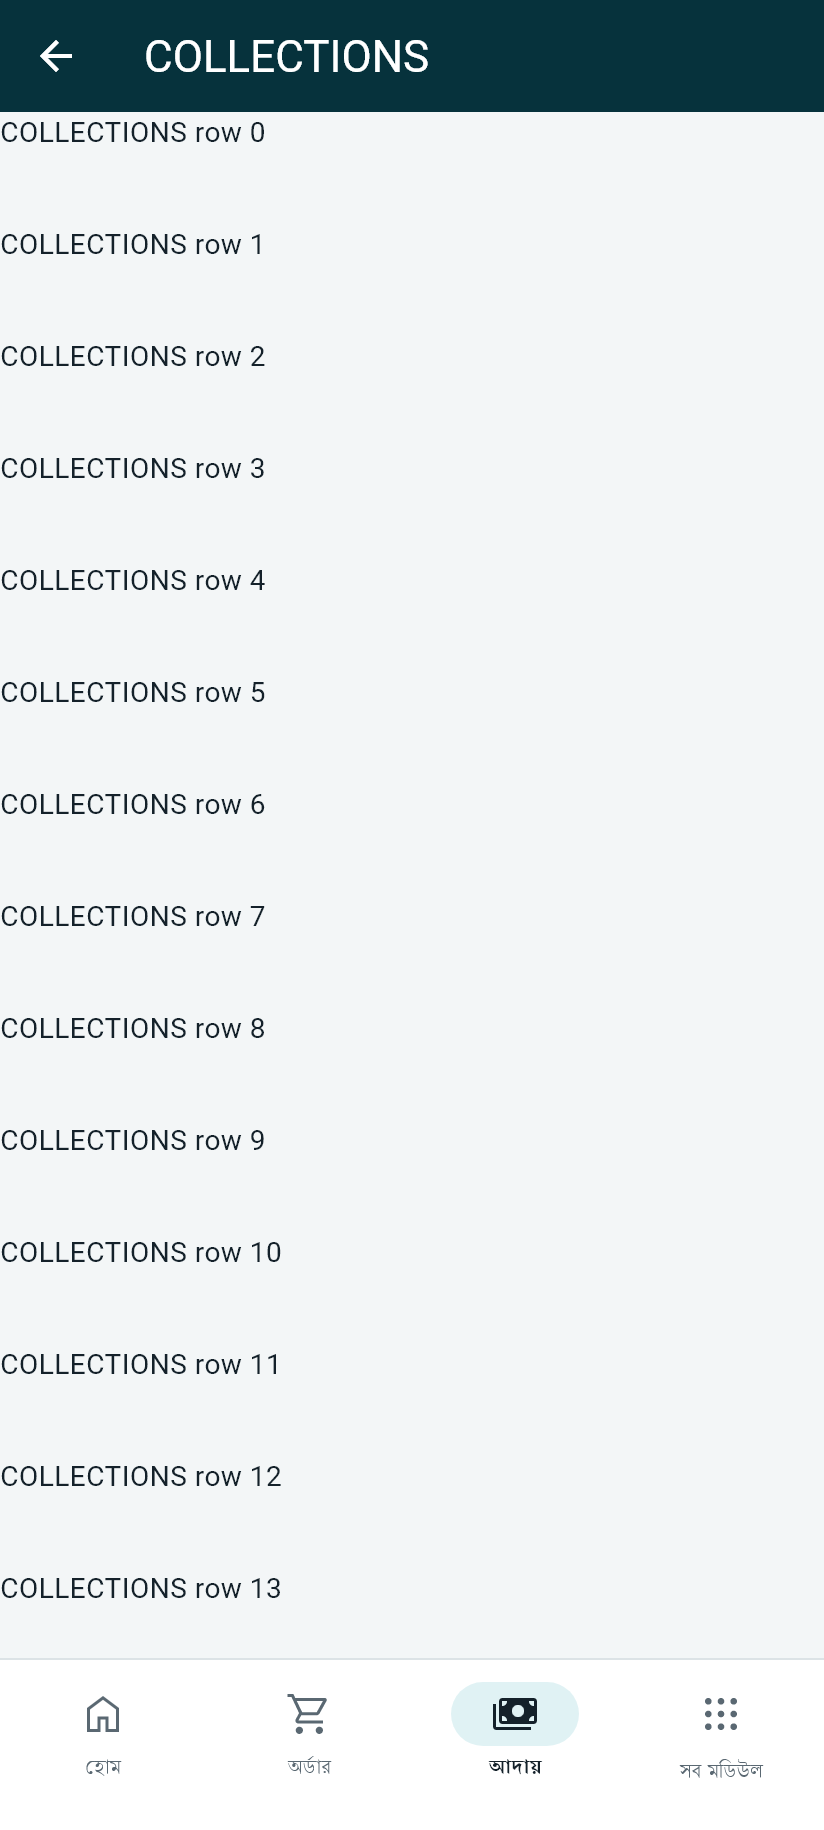 COLLECTIONS
COLLECTIONS row 0
COLLECTIONS row 1
COLLECTIONS row 2
COLLECTIONS row 3
COLLECTIONS row 4
COLLECTIONS row 5
COLLECTIONS row 6
COLLECTIONS row 7
COLLECTIONS row 8
COLLECTIONS row 9
COLLECTIONS row 10
COLLECTIONS row 11
COLLECTIONS row 12
COLLECTIONS row 13
হোম অর্ডার আদায় সব মডিউল